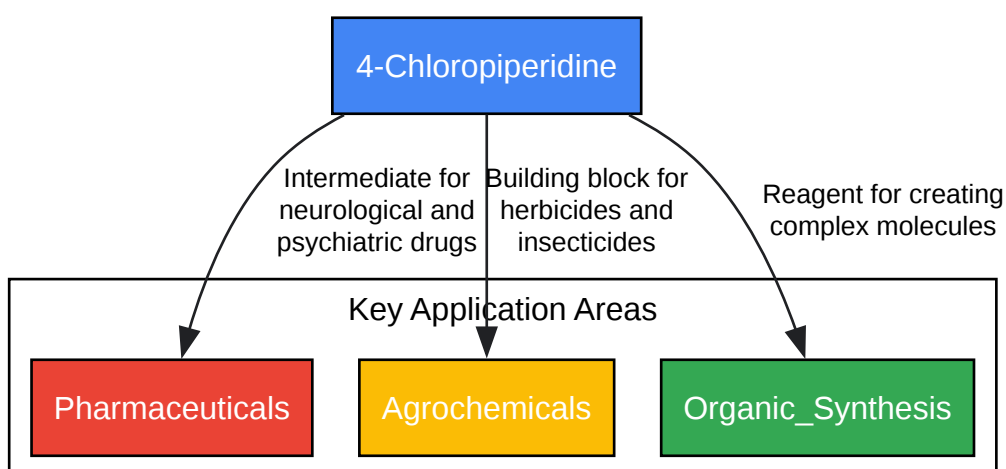 4-Chloropiperidine
Intermediate for
neurological and
psychiatric drugs
Building block for
herbicides and
insecticides
Reagent for creating
complex molecules
Key Application Areas
Pharmaceuticals
Agrochemicals
Organic_Synthesis